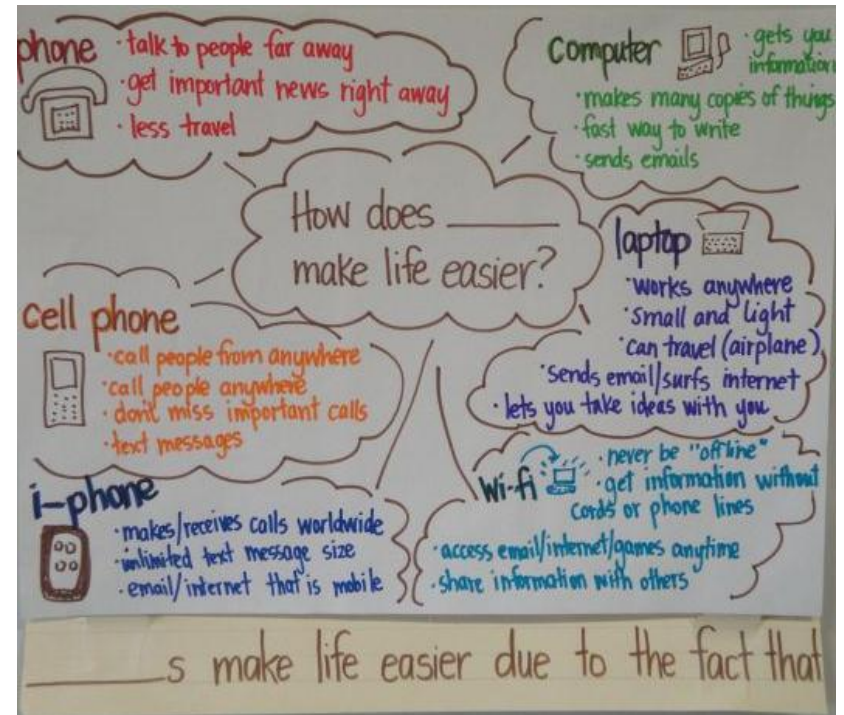 phone
· talk to people far away
· get important news right away
· less travel
computer
· gets you
information
· makes many copies of things
· fast way to write
· sends emails
How does ______
make life easier?
laptop
· works anywhere
· small and light
· can travel (airplane)
· sends email/surfs internet
· lets you take ideas with you
cell phone
· call people from anywhere
· call people anywhere
· don't miss important calls
· text messages
i-phone
· makes/receives calls worldwide
· unlimited text message size
· email/internet that is mobile
Wi-fi
· never be "offline"
· get information without
cords or phone lines
· access email/internet/games anytime
· share information with others
______s make life easier due to the fact that